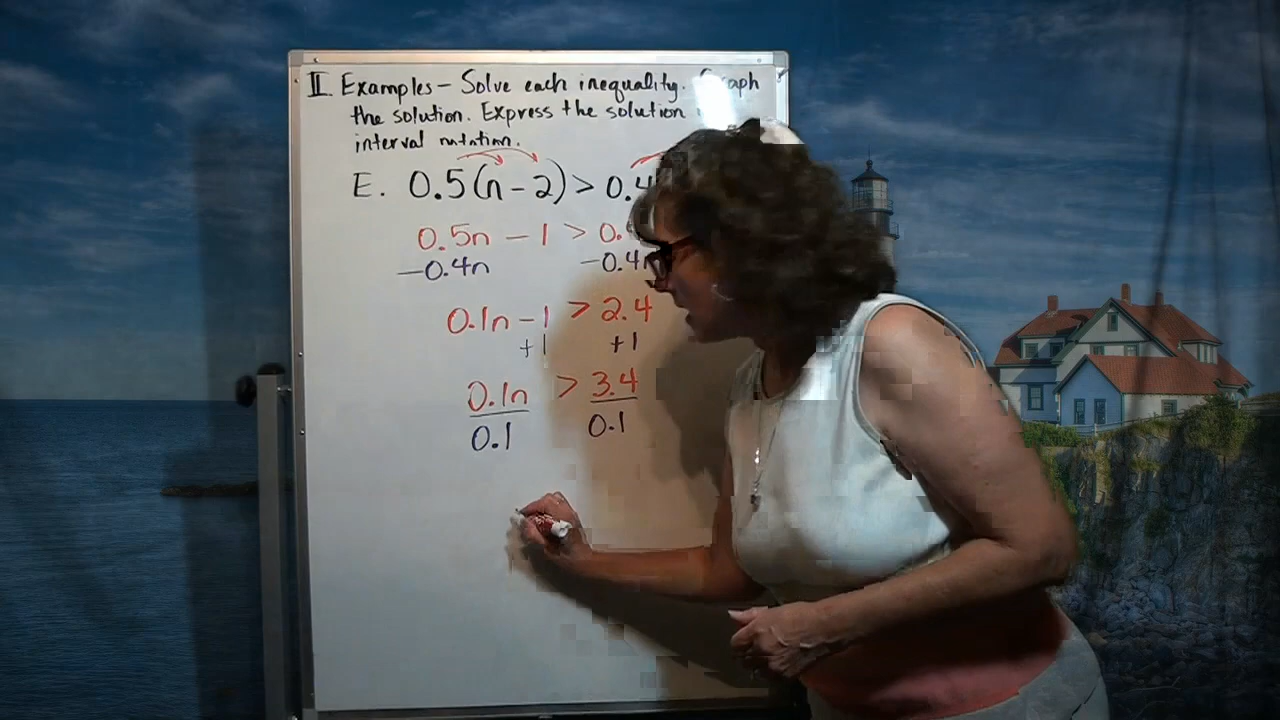 II. Examples - Solve each inequality. Graph
the solution. Express the solution
interval notation.
E. 0.5(n - 2) > 0.4
0.5n - 1 > 0.
-0.4n -0.4n
0.1n - 1 > 2.4
+1 +1
0.1n > 3.4
0.1 0.1